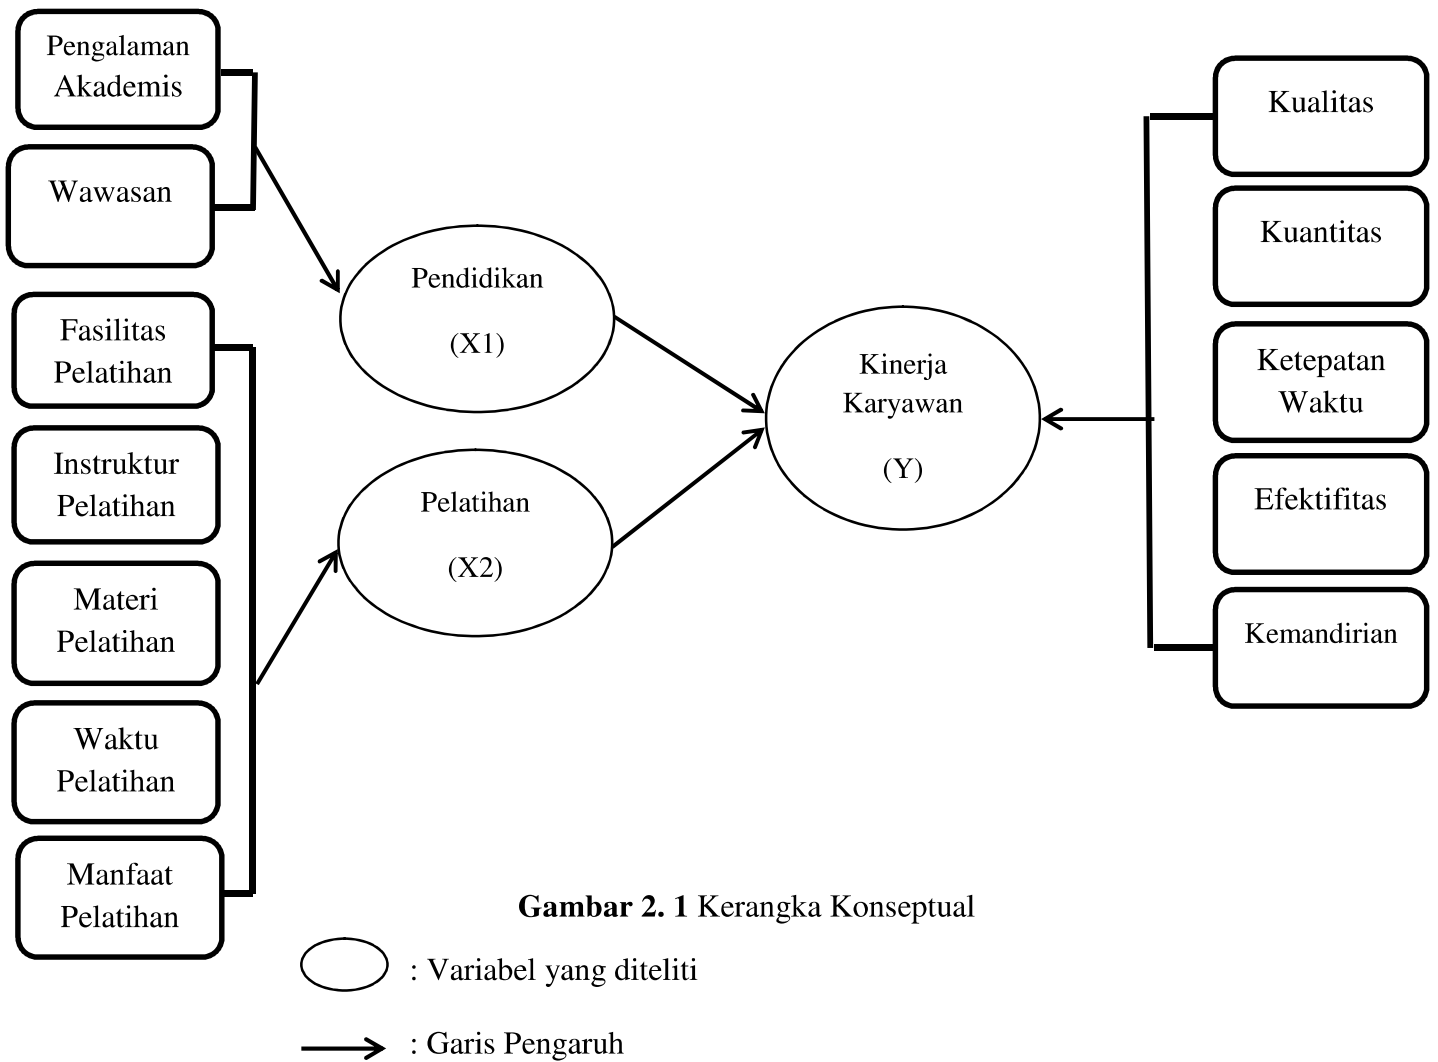 Pengalaman
Akademis
Wawasan
Fasilitas
Pelatihan
Instruktur
Pelatihan
Materi
Pelatihan
Waktu
Pelatihan
Manfaat
Pelatihan
Pendidikan
(X1)
Pelatihan
(X2)
Kinerja
Karyawan
(Y)
Kualitas
Kuantitas
Ketepatan
Waktu
Efektifitas
Kemandirian
Gambar 2. 1 Kerangka Konseptual
: Variabel yang diteliti
: Garis Pengaruh